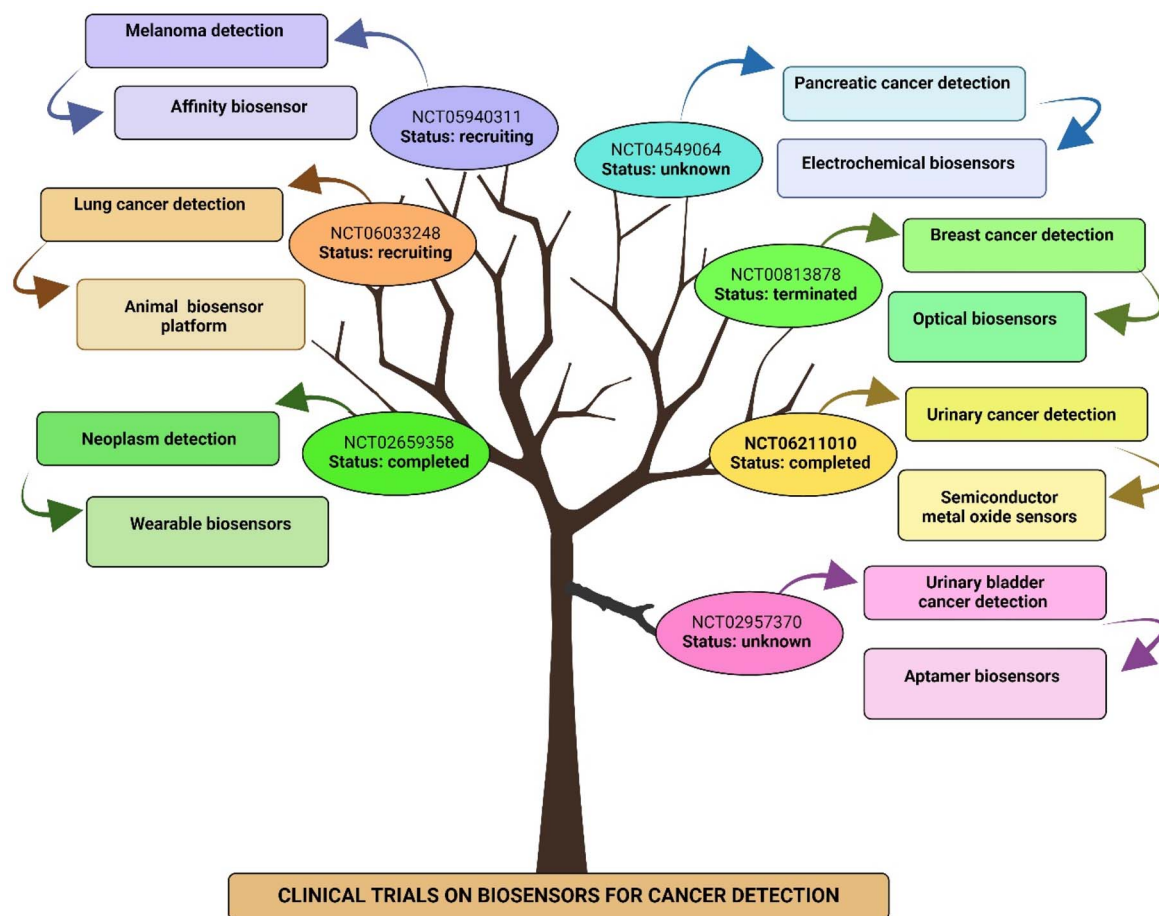 Melanoma detection
Affinity biosensor
NCT05940311
Status: recruiting
Lung cancer detection
Animal biosensor
platform
NCT06033248
Status: recruiting
Neoplasm detection
Wearable biosensors
NCT02659358
Status: completed
NCT04549064
Status: unknown
Pancreatic cancer detection
Electrochemical biosensors
NCT00813878
Status: terminated
Breast cancer detection
Optical biosensors
NCT06211010
Status: completed
Urinary cancer detection
Semiconductor
metal oxide sensors
NCT02957370
Status: unknown
Urinary bladder
cancer detection
Aptamer biosensors
CLINICAL TRIALS ON BIOSENSORS FOR CANCER DETECTION